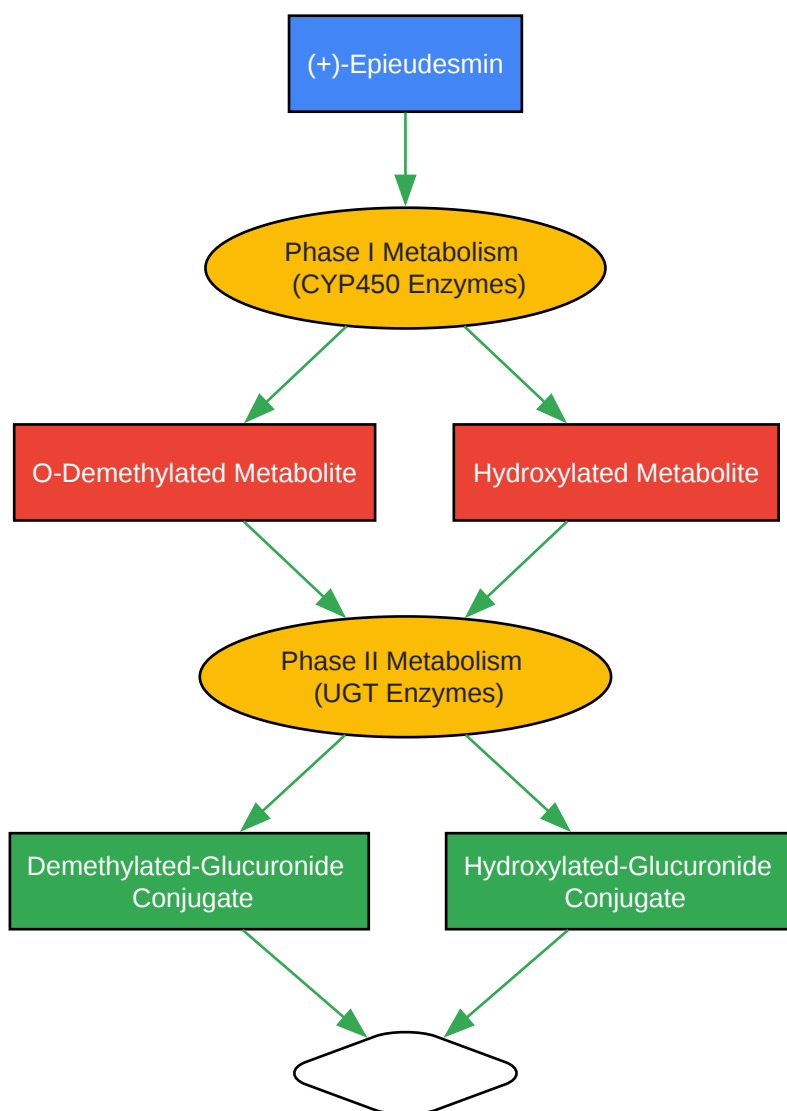 (+)-Epieudesmin
Phase I Metabolism
(CYP450 Enzymes)
O-Demethylated Metabolite
Hydroxylated Metabolite
Phase II Metabolism
(UGT Enzymes)
Demethylated-Glucuronide
Conjugate
Hydroxylated-Glucuronide
Conjugate